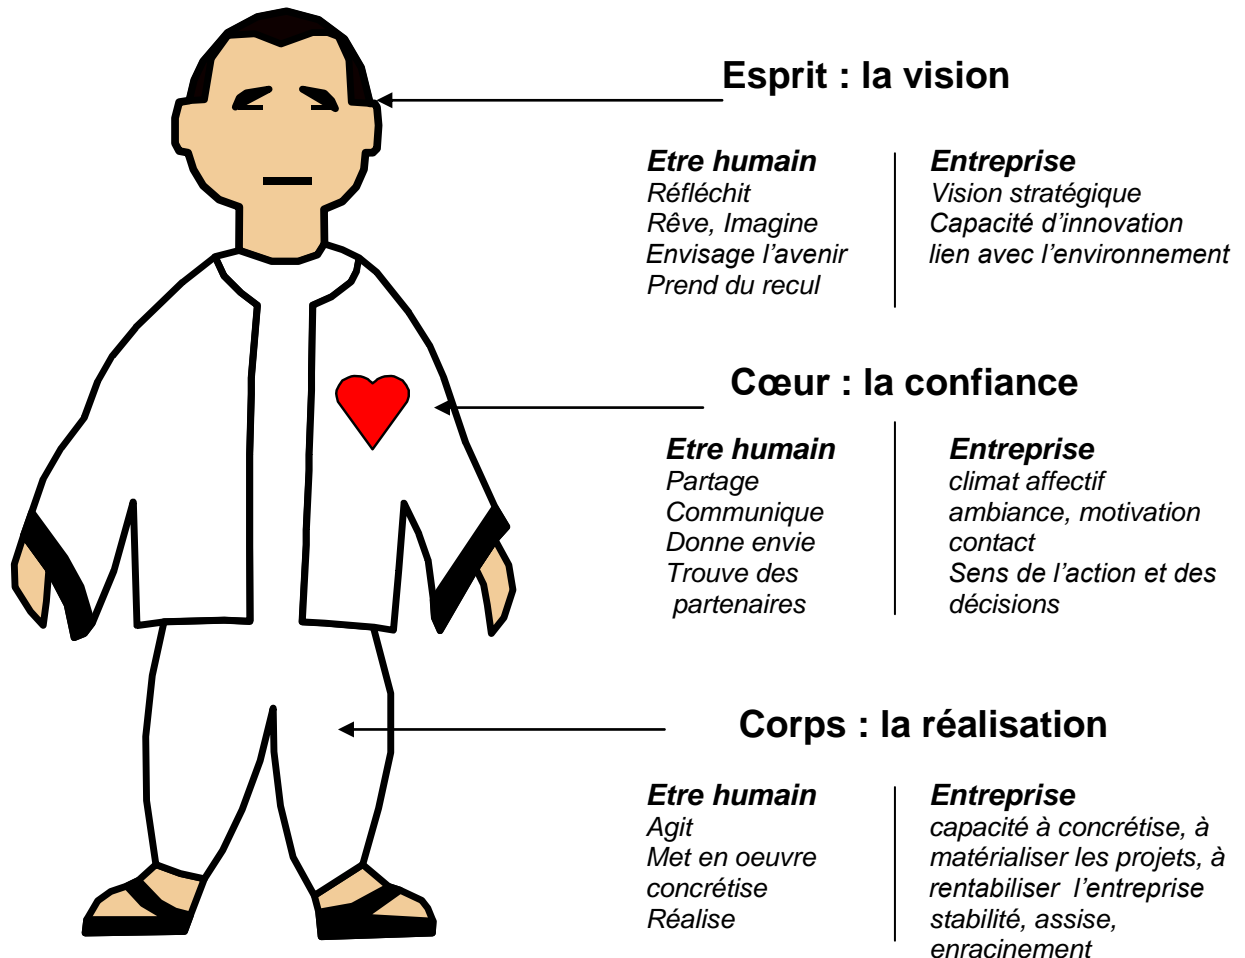 Esprit : la vision
Etre humain
Réfléchit
Rêve, Imagine
Envisage l'avenir
Prend du recul
Entreprise
Vision stratégique
Capacité d'innovation
lien avec l'environnement
Cœur : la confiance
Etre humain
Partage
Communique
Donne envie
Trouve des
partenaires
Entreprise
climat affectif
ambiance, motivation
contact
Sens de l'action et des
décisions
Corps : la réalisation
Etre humain
Agit
Met en oeuvre
concrétise
Réalise
Entreprise
capacité à concrétise, à
matérialiser les projets, à
rentabiliser l'entreprise
stabilité, assise,
enracinement